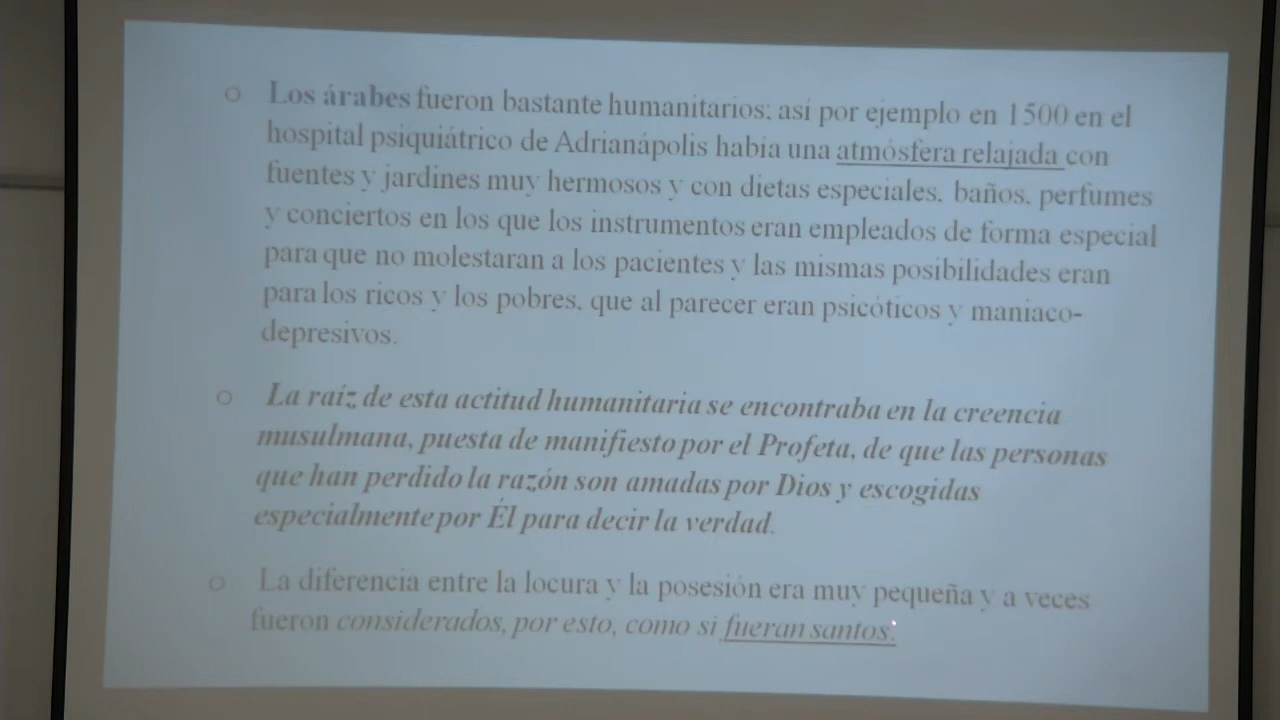 Los árabes fueron bastante humanitarios; así por ejemplo en 1500 en el
hospital psiquiátrico de Adrianápolis había una atmósfera relajada con
fuentes y jardines muy hermosos y con dietas especiales, baños, perfumes
y conciertos en los que los instrumentos eran empleados de forma especial
para que no molestaran a los pacientes y las mismas posibilidades eran
para los ricos y los pobres, que al parecer eran psicóticos y maníaco-
depresivos.
La raíz de esta actitud humanitaria se encontraba en la creencia
musulmana, puesta de manifiesto por el Profeta, de que las personas
que han perdido la razón son amadas por Dios y escogidas
especialmente por Él para decir la verdad.
La diferencia entre la locura y la posesión era muy pequeña y a veces
fueron considerados, por esto, como si fueran santos.